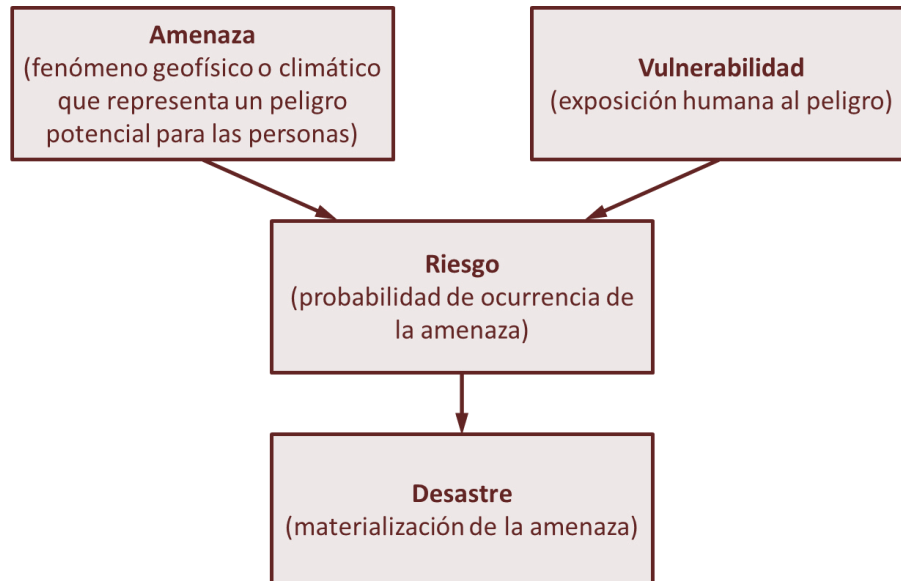 Amenaza
(fenómeno geofísico o climático
que representa un peligro
potencial para las personas)
Vulnerabilidad
(exposición humana al peligro)
Riesgo
(probabilidad de ocurrencia de
la amenaza)
Desastre
(materialización de la amenaza)